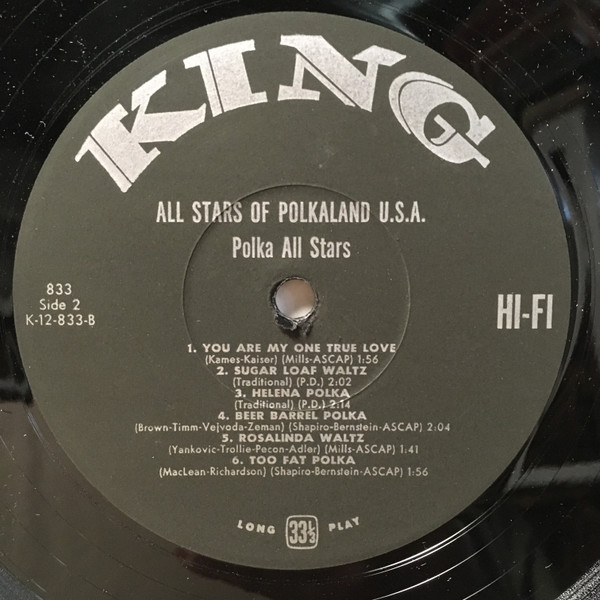 KING
ALL STARS OF POLKALAND U.S.A.
Polka All Stars
833
Side 2
K-12-833-B
HI-FI
1. YOU ARE MY ONE TRUE LOVE
(Kames-Kaiser) (Mills-ASCAP) 1:56
2. SUGAR LOAF WALTZ
(Traditional) (P.D.) 2:02
3. HELENA POLKA
(Traditional) (P.D.) 2:14
4. BEER BARREL POLKA
(Brown-Timm-Vejvoda-Zeman) (Shapiro-Bernstein-ASCAP) 2:04
5. ROSALINDA WALTZ
(Yankovic-Trollie-Pecon-Adler) (Mills-ASCAP) 1:41
6. TOO FAT POLKA
(MacLean-Richardson) (Shapiro-Bernstein-ASCAP) 1:56
LONG 33⅓ PLAY